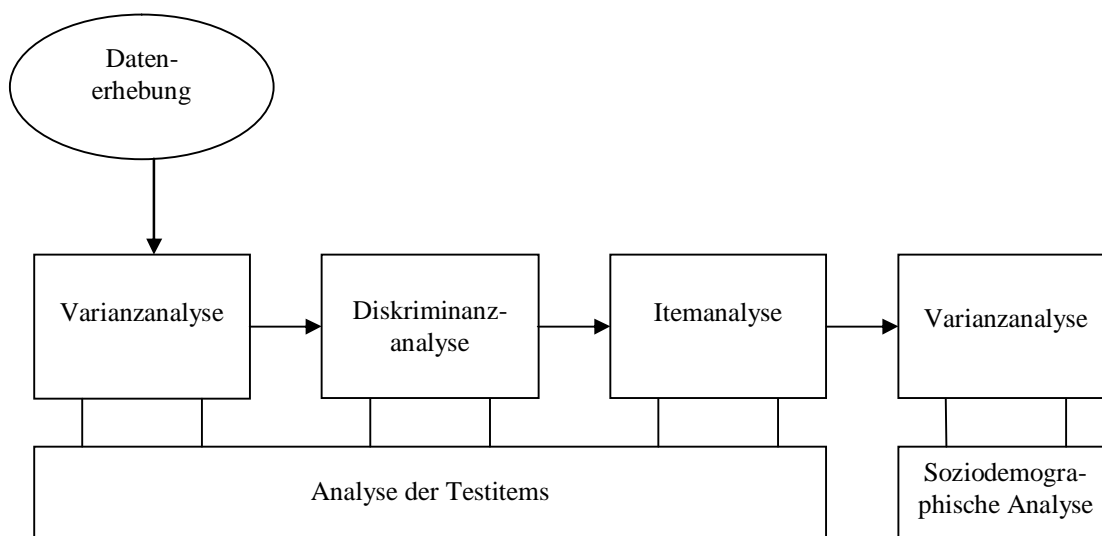 Daten-
erhebung
Varianzanalyse
Diskriminanz-
analyse
Itemanalyse
Varianzanalyse
Analyse der Testitems
Soziodemogra-
phische Analyse